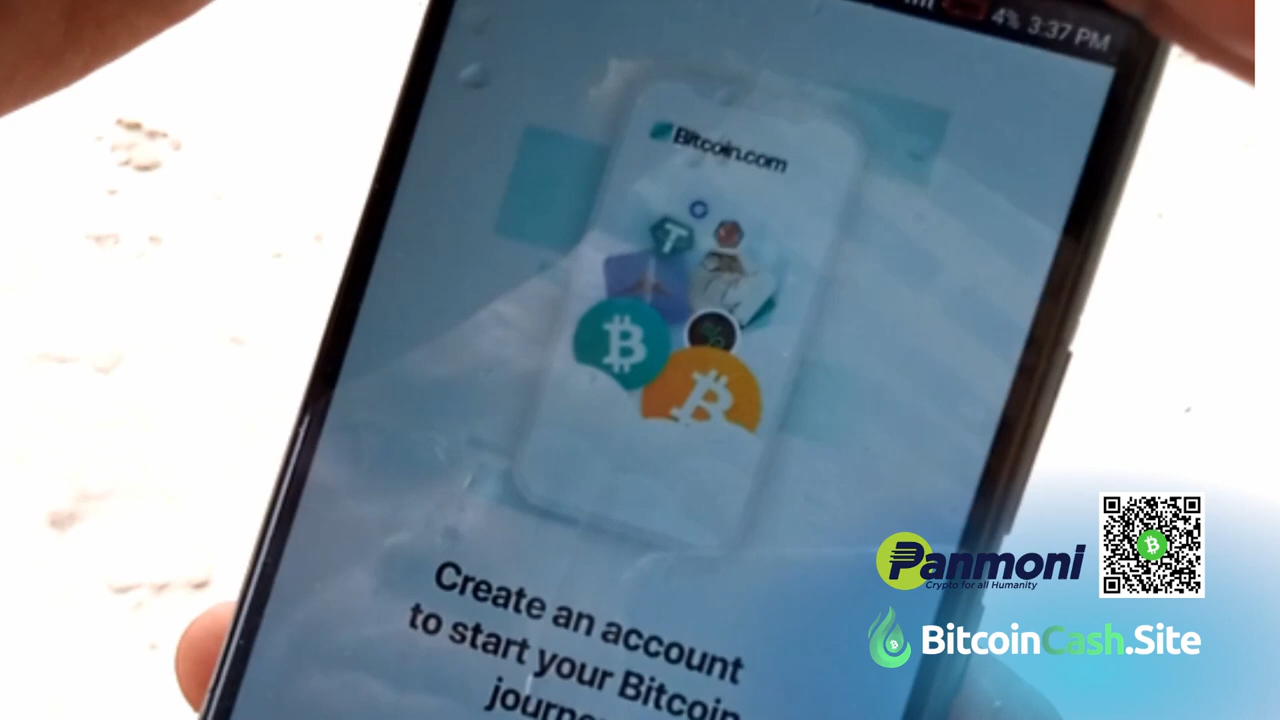 4% 3:37 PM
Bitcoin.com
Create an account
to start your Bitcoin
Panmoni
Crypto for all Humanity
BitcoinCash.Site